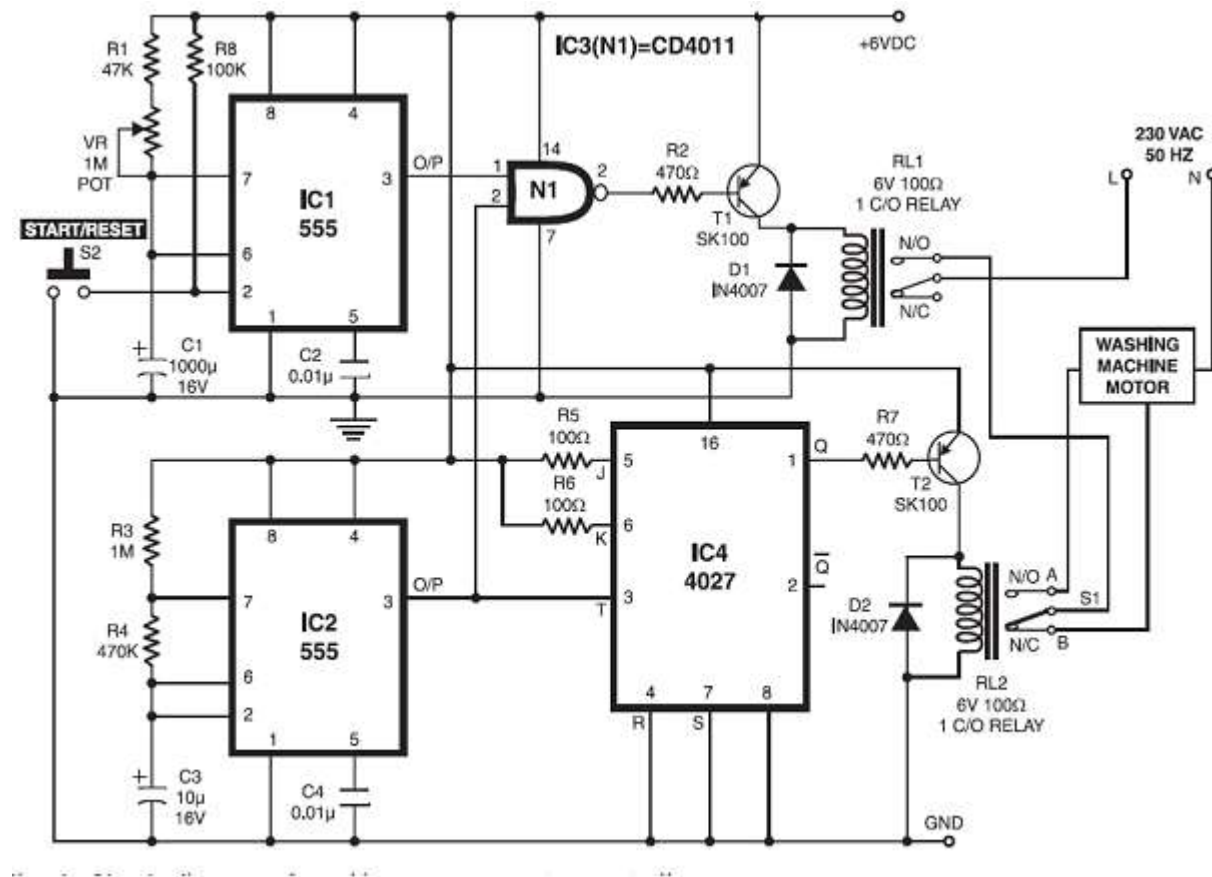 R1
47K
R8
100K
IC3(N1)=CD4011
+6VDC
8
4
VR
1M
POT
7
IC1
555
3
O/P
1
2
14
N1
2
7
R2
470Ω
T1
SK100
RL1
6V 100Ω
1 C/O RELAY
230 VAC
50 HZ
L
N
START/RESET
S2
6
2
1
5
D1
IN4007
N/O
N/C
+
C1
1000µ
16V
C2
0.01µ
WASHING
MACHINE
MOTOR
R5
100Ω
J
5
16
1
Q
R7
470Ω
T2
SK100
R6
100Ω
K
6
IC4
4027
Q
2
R3
1M
8
4
7
IC2
555
3
O/P
3
T
R4
470K
6
2
D2
IN4007
N/O
A
S1
N/C
B
RL2
6V 100Ω
1 C/O RELAY
1
5
4
7
8
R
S
+
C3
10µ
16V
C4
0.01µ
GND